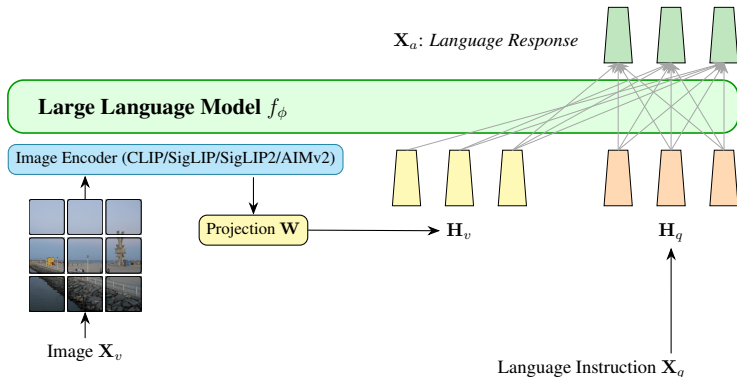 X_a: Language Response
Large Language Model f_ϕ
Image Encoder (CLIP/SigLIP/SigLIP2/AIMv2)
Projection W
H_v
H_q
Image X_v
Language Instruction X_q